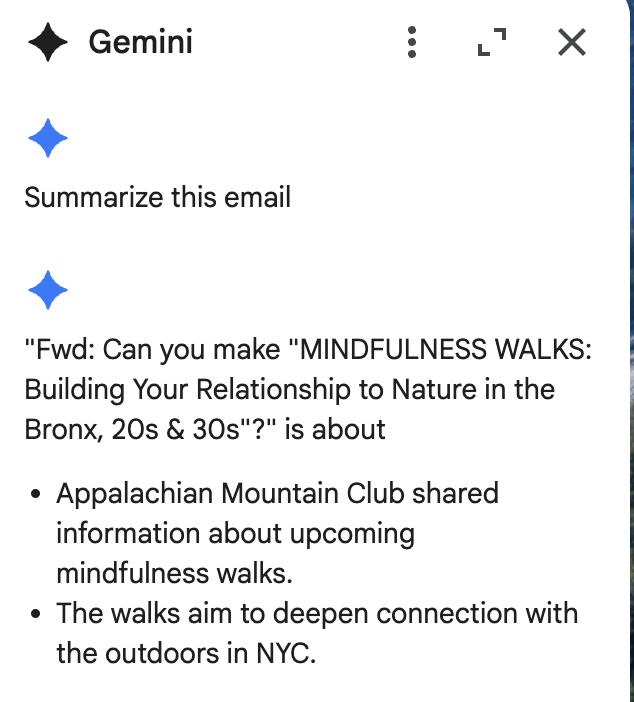 Gemini
Summarize this email
"Fwd: Can you make "MINDFULNESS WALKS:
Building Your Relationship to Nature in the
Bronx, 20s & 30s"?" is about
• Appalachian Mountain Club shared
information about upcoming
mindfulness walks.
• The walks aim to deepen connection with
the outdoors in NYC.